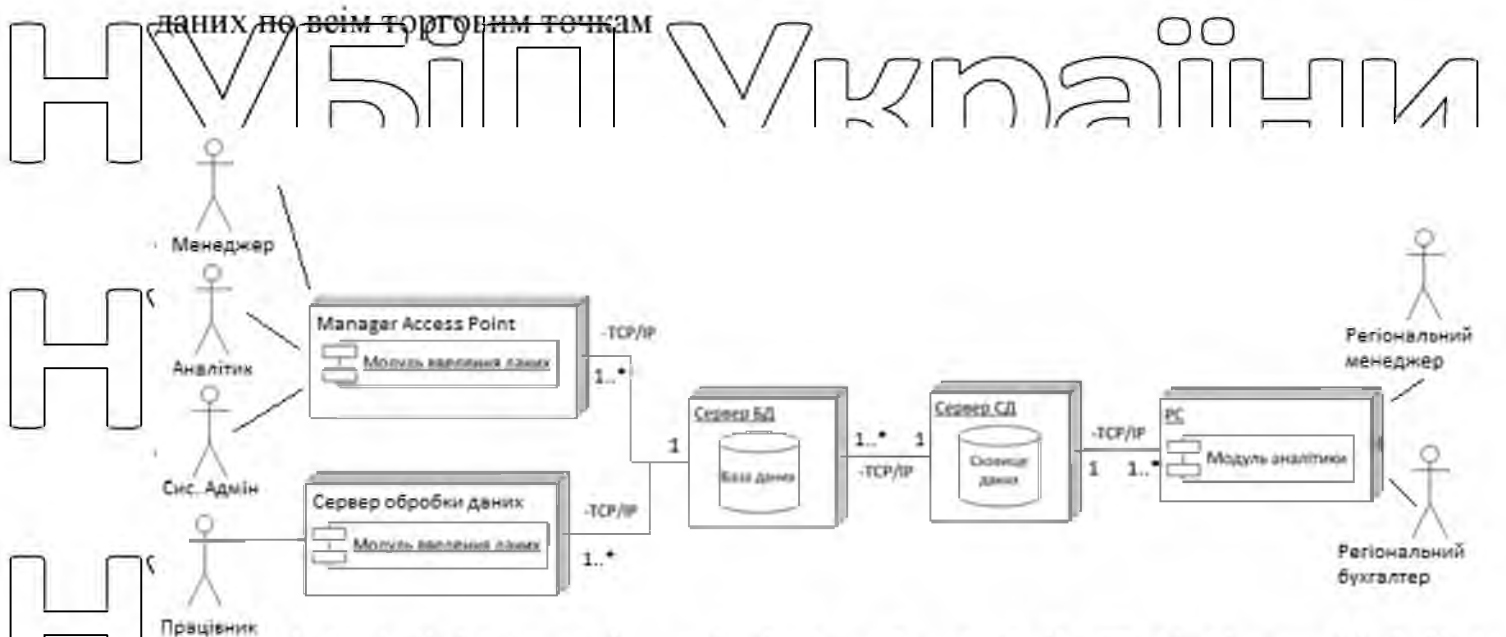 даних по всім торговим точкам
НУБіП України
Менеджер
Аналітик
Сис. Адмін
Працівник
Manager Access Point
Модуль введення даних
-TCP/IP
1..*
Сервер обробки даних
Модуль введення даних
-TCP/IP
1..*
1
Сервер БД
База даних
1..*
-TCP/IP
1
Сервер СД
Сховище
даних
-TCP/IP
1
1..*
PC
Модуль аналітики
Регіональний
менеджер
Регіональний
бухгалтер
Н
Н